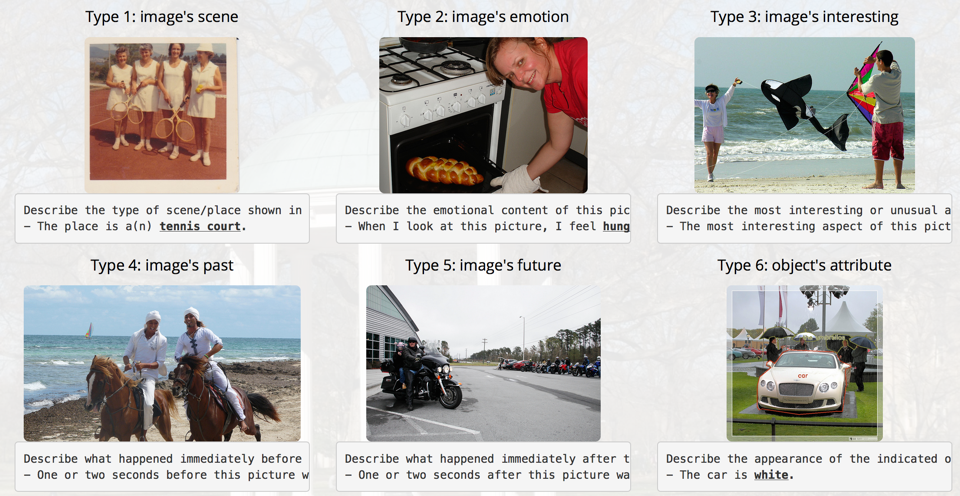 Type 1: image's scene
Type 2: image's emotion
Type 3: image's interesting
Describe the type of scene/place shown in
– The place is a(n) tennis court.
Describe the emotional content of this pic
– When I look at this picture, I feel hung
Describe the most interesting or unusual a
– The most interesting aspect of this pict
Type 4: image's past
Type 5: image's future
Type 6: object's attribute
car
Describe what happened immediately before
– One or two seconds before this picture w
Describe what happened immediately after t
– One or two seconds after this picture wa
Describe the appearance of the indicated o
– The car is white.